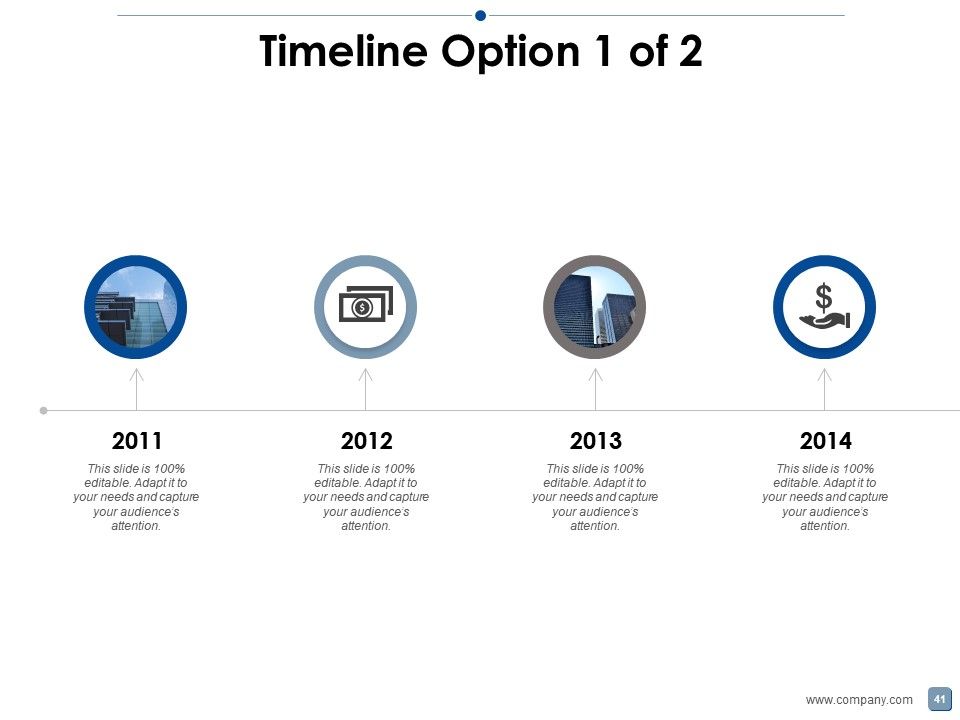 Timeline Option 1 of 2
$
$
2011
This slide is 100%
editable. Adapt it to
your needs and capture
your audience's
attention.
2012
This slide is 100%
editable. Adapt it to
your needs and capture
your audience's
attention.
2013
This slide is 100%
editable. Adapt it to
your needs and capture
your audience's
attention.
2014
This slide is 100%
editable. Adapt it to
your needs and capture
your audience's
attention.
www.company.com
41